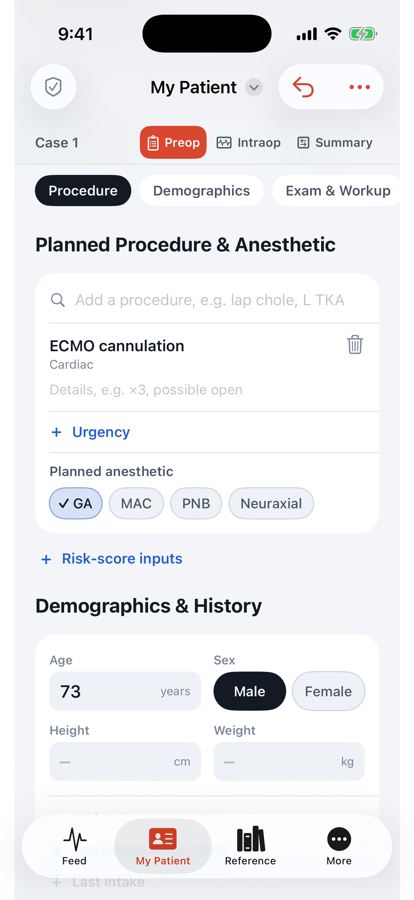 9:41
My Patient
Case 1
Preop
Intraop
Summary
Procedure
Demographics
Exam & Workup
Planned Procedure & Anesthetic
Add a procedure, e.g. lap chole, L TKA
ECMO cannulation
Cardiac
Details, e.g. ×3, possible open
+ Urgency
Planned anesthetic
✓ GA
MAC
PNB
Neuraxial
+ Risk-score inputs
Demographics & History
Age
Sex
73 years
Male
Female
Height
Weight
– cm
– kg
Feed
My Patient
Reference
More
+ Last intake